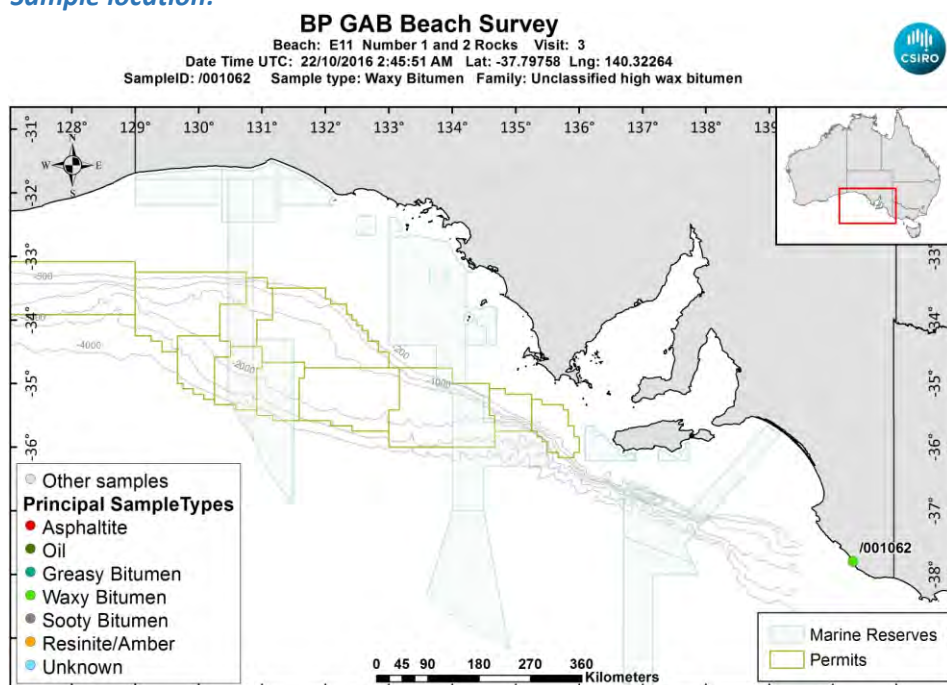 Sample location:
BP GAB Beach Survey
Beach: E11 Number 1 and 2 Rocks Visit: 3
Date Time UTC: 22/10/2016 2:45:51 AM Lat: -37.79758 Lng: 140.32264
SampleID: /001062 Sample type: Waxy Bitumen Family: Unclassified high wax bitumen
CSIRO
128° 129° 130° 131° 132° 133° 134° 135° 136° 137° 138° 139
-31°
-32°
-33° -33°
-34° -34°
-35° -35°
-36° -36°
-37°
-38°
N
W E
S
-200
-1000
-2000
-4000
/001062
Other samples
Principal SampleTypes
Asphaltite
Oil
Greasy Bitumen
Waxy Bitumen
Sooty Bitumen
Resinite/Amber
Unknown
0 45 90 180 270 360
Kilometers
Marine Reserves
Permits